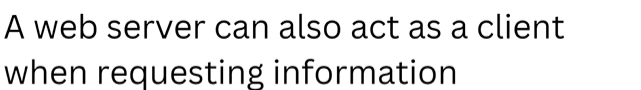 A web server can also act as a client
when requesting information